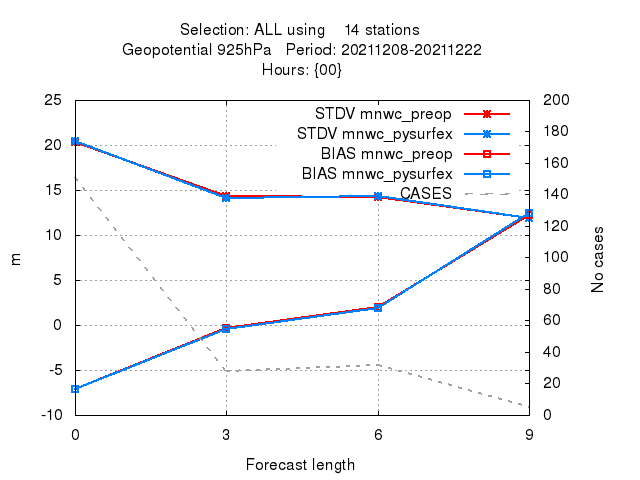 Selection: ALL using 14 stations
Geopotential 925hPa Period: 20211208-20211222
Hours: {00}
STDV mnwc_preop
STDV mnwc_pysurfex
BIAS mnwc_preop
BIAS mnwc_pysurfex
CASES
25
20
15
10
5
0
-5
-10
m
200
180
160
140
120
100
80
60
40
20
0
No cases
0 3 6 9
Forecast length